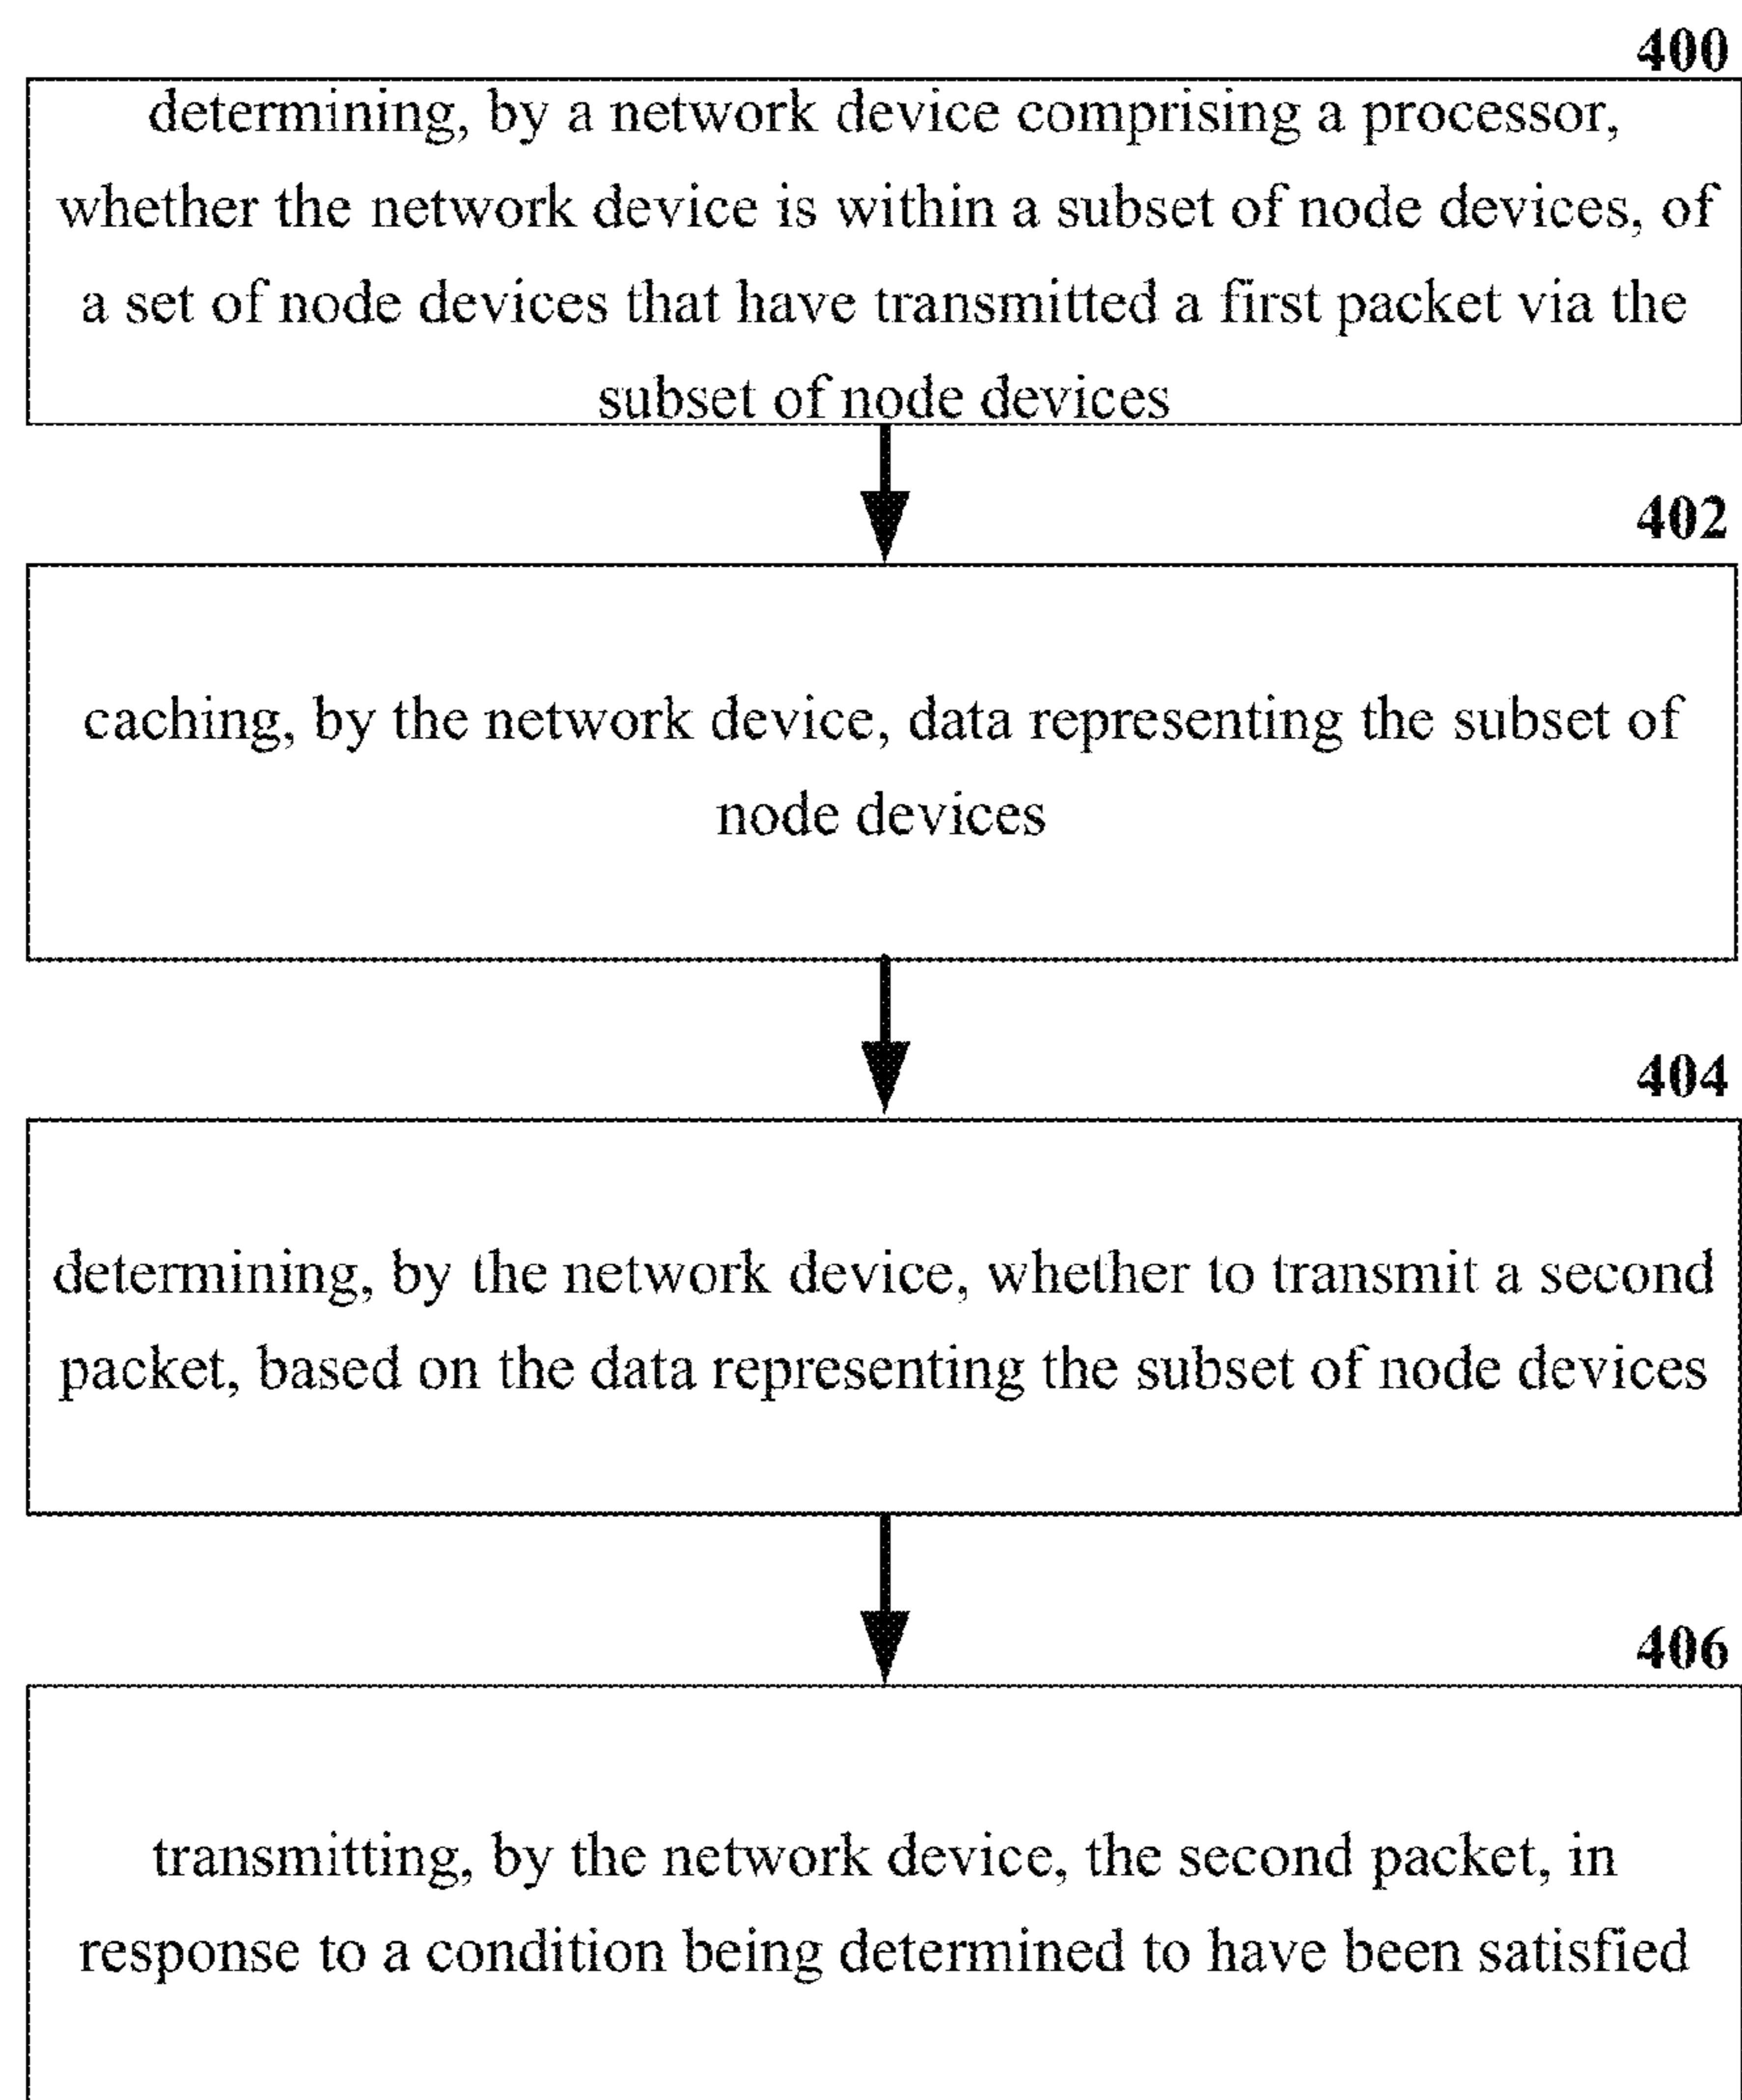 400
determining, by a network device comprising a processor,
whether the network device is within a subset of node devices, of
a set of node devices that have transmitted a first packet via the
subset of node devices
402
caching, by the network device, data representing the subset of
node devices
404
determining, by the network device, whether to transmit a second
packet, based on the data representing the subset of node devices
406
transmitting, by the network device, the second packet, in
response to a condition being determined to have been satisfied